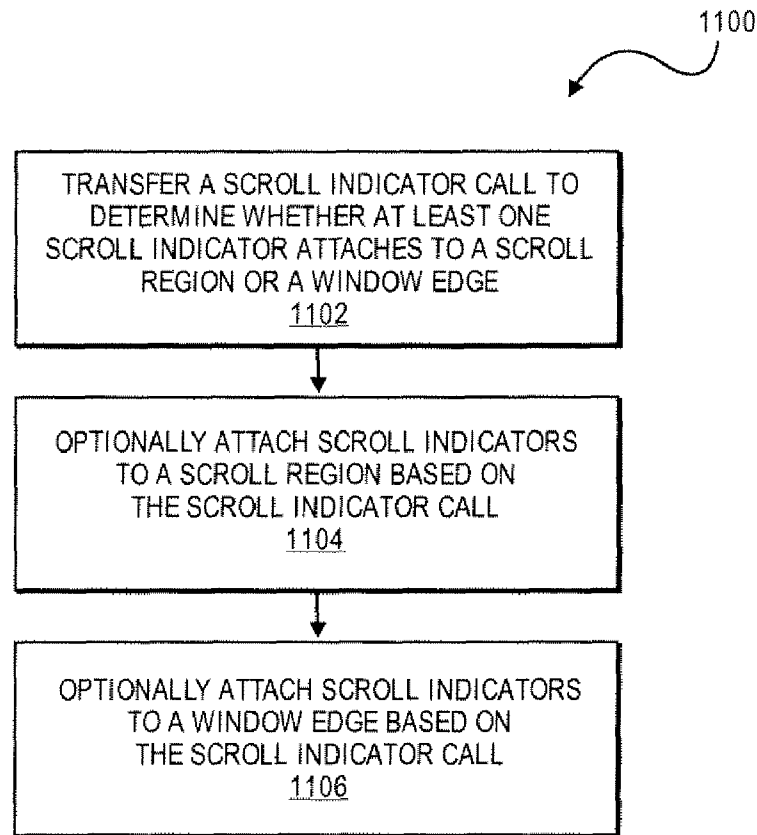 1100
TRANSFER A SCROLL INDICATOR CALL TO
DETERMINE WHETHER AT LEAST ONE
SCROLL INDICATOR ATTACHES TO A SCROLL
REGION OR A WINDOW EDGE
1102
OPTIONALLY ATTACH SCROLL INDICATORS
TO A SCROLL REGION BASED ON
THE SCROLL INDICATOR CALL
1104
OPTIONALLY ATTACH SCROLL INDICATORS
TO A WINDOW EDGE BASED ON
THE SCROLL INDICATOR CALL
1106